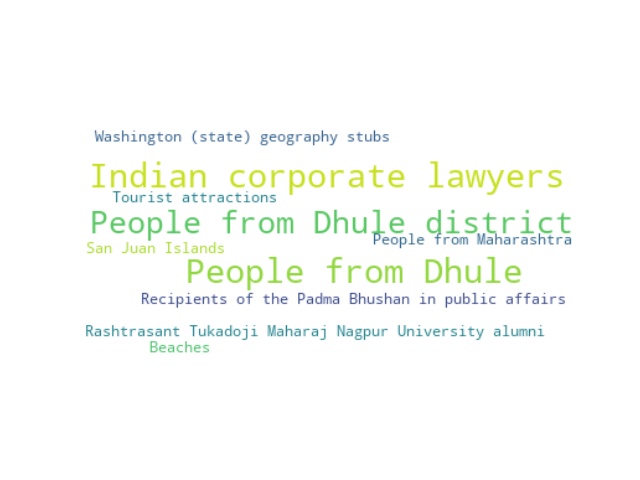 Washington (state) geography stubs
Indian corporate lawyers
Tourist attractions
People from Dhule district
People from Maharashtra
San Juan Islands
People from Dhule
Recipients of the Padma Bhushan in public affairs
Rashtrasant Tukadoji Maharaj Nagpur University alumni
Beaches